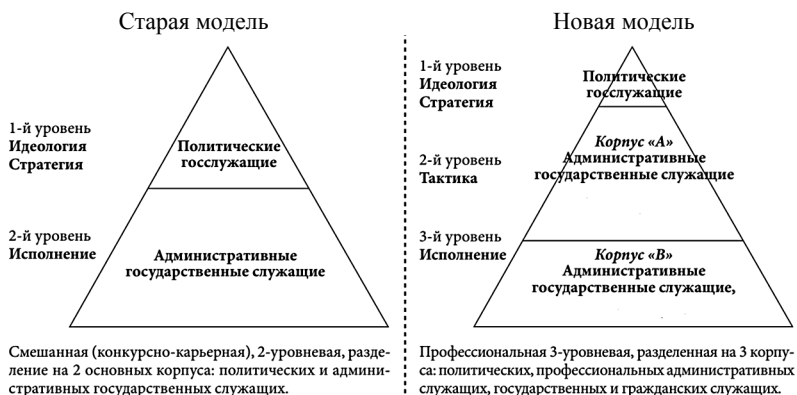 Старая модель
1-й уровень
Идеология
Стратегия
Политические
госслужащие
2-й уровень
Исполнение
Административные
государственные служащие
Смешанная (конкурсно-карьерная), 2-уровневая, разде-
ление на 2 основных корпуса: политических и админи-
стративных государственных служащих.
Новая модель
1-й уровень
Идеология
Стратегия
Политические
госслужащие
2-й уровень
Тактика
Корпус «А»
Административные
государственные служащие
3-й уровень
Исполнение
Корпус «В»
Административные
государственные служащие,
Профессиональная 3-уровневая, разделенная на 3 корпу-
са: политических, профессиональных административных
служащих, государственных и гражданских служащих.